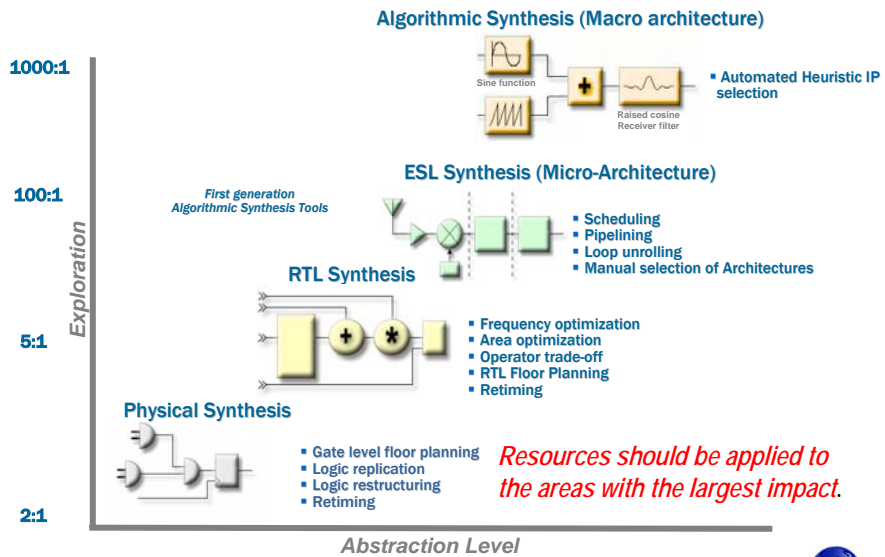 Algorithmic Synthesis (Macro architecture)
1000:1
Sine function
+
Raised cosine
Receiver filter
▪ Automated Heuristic IP
selection
ESL Synthesis (Micro-Architecture)
100:1
First generation
Algorithmic Synthesis Tools
▪ Scheduling
▪ Pipelining
▪ Loop unrolling
▪ Manual selection of Architectures
Exploration
RTL Synthesis
5:1
+
*
▪ Frequency optimization
▪ Area optimization
▪ Operator trade-off
▪ RTL Floor Planning
▪ Retiming
Physical Synthesis
▪ Gate level floor planning
▪ Logic replication
▪ Logic restructuring
▪ Retiming
Resources should be applied to
the areas with the largest impact.
2:1
Abstraction Level